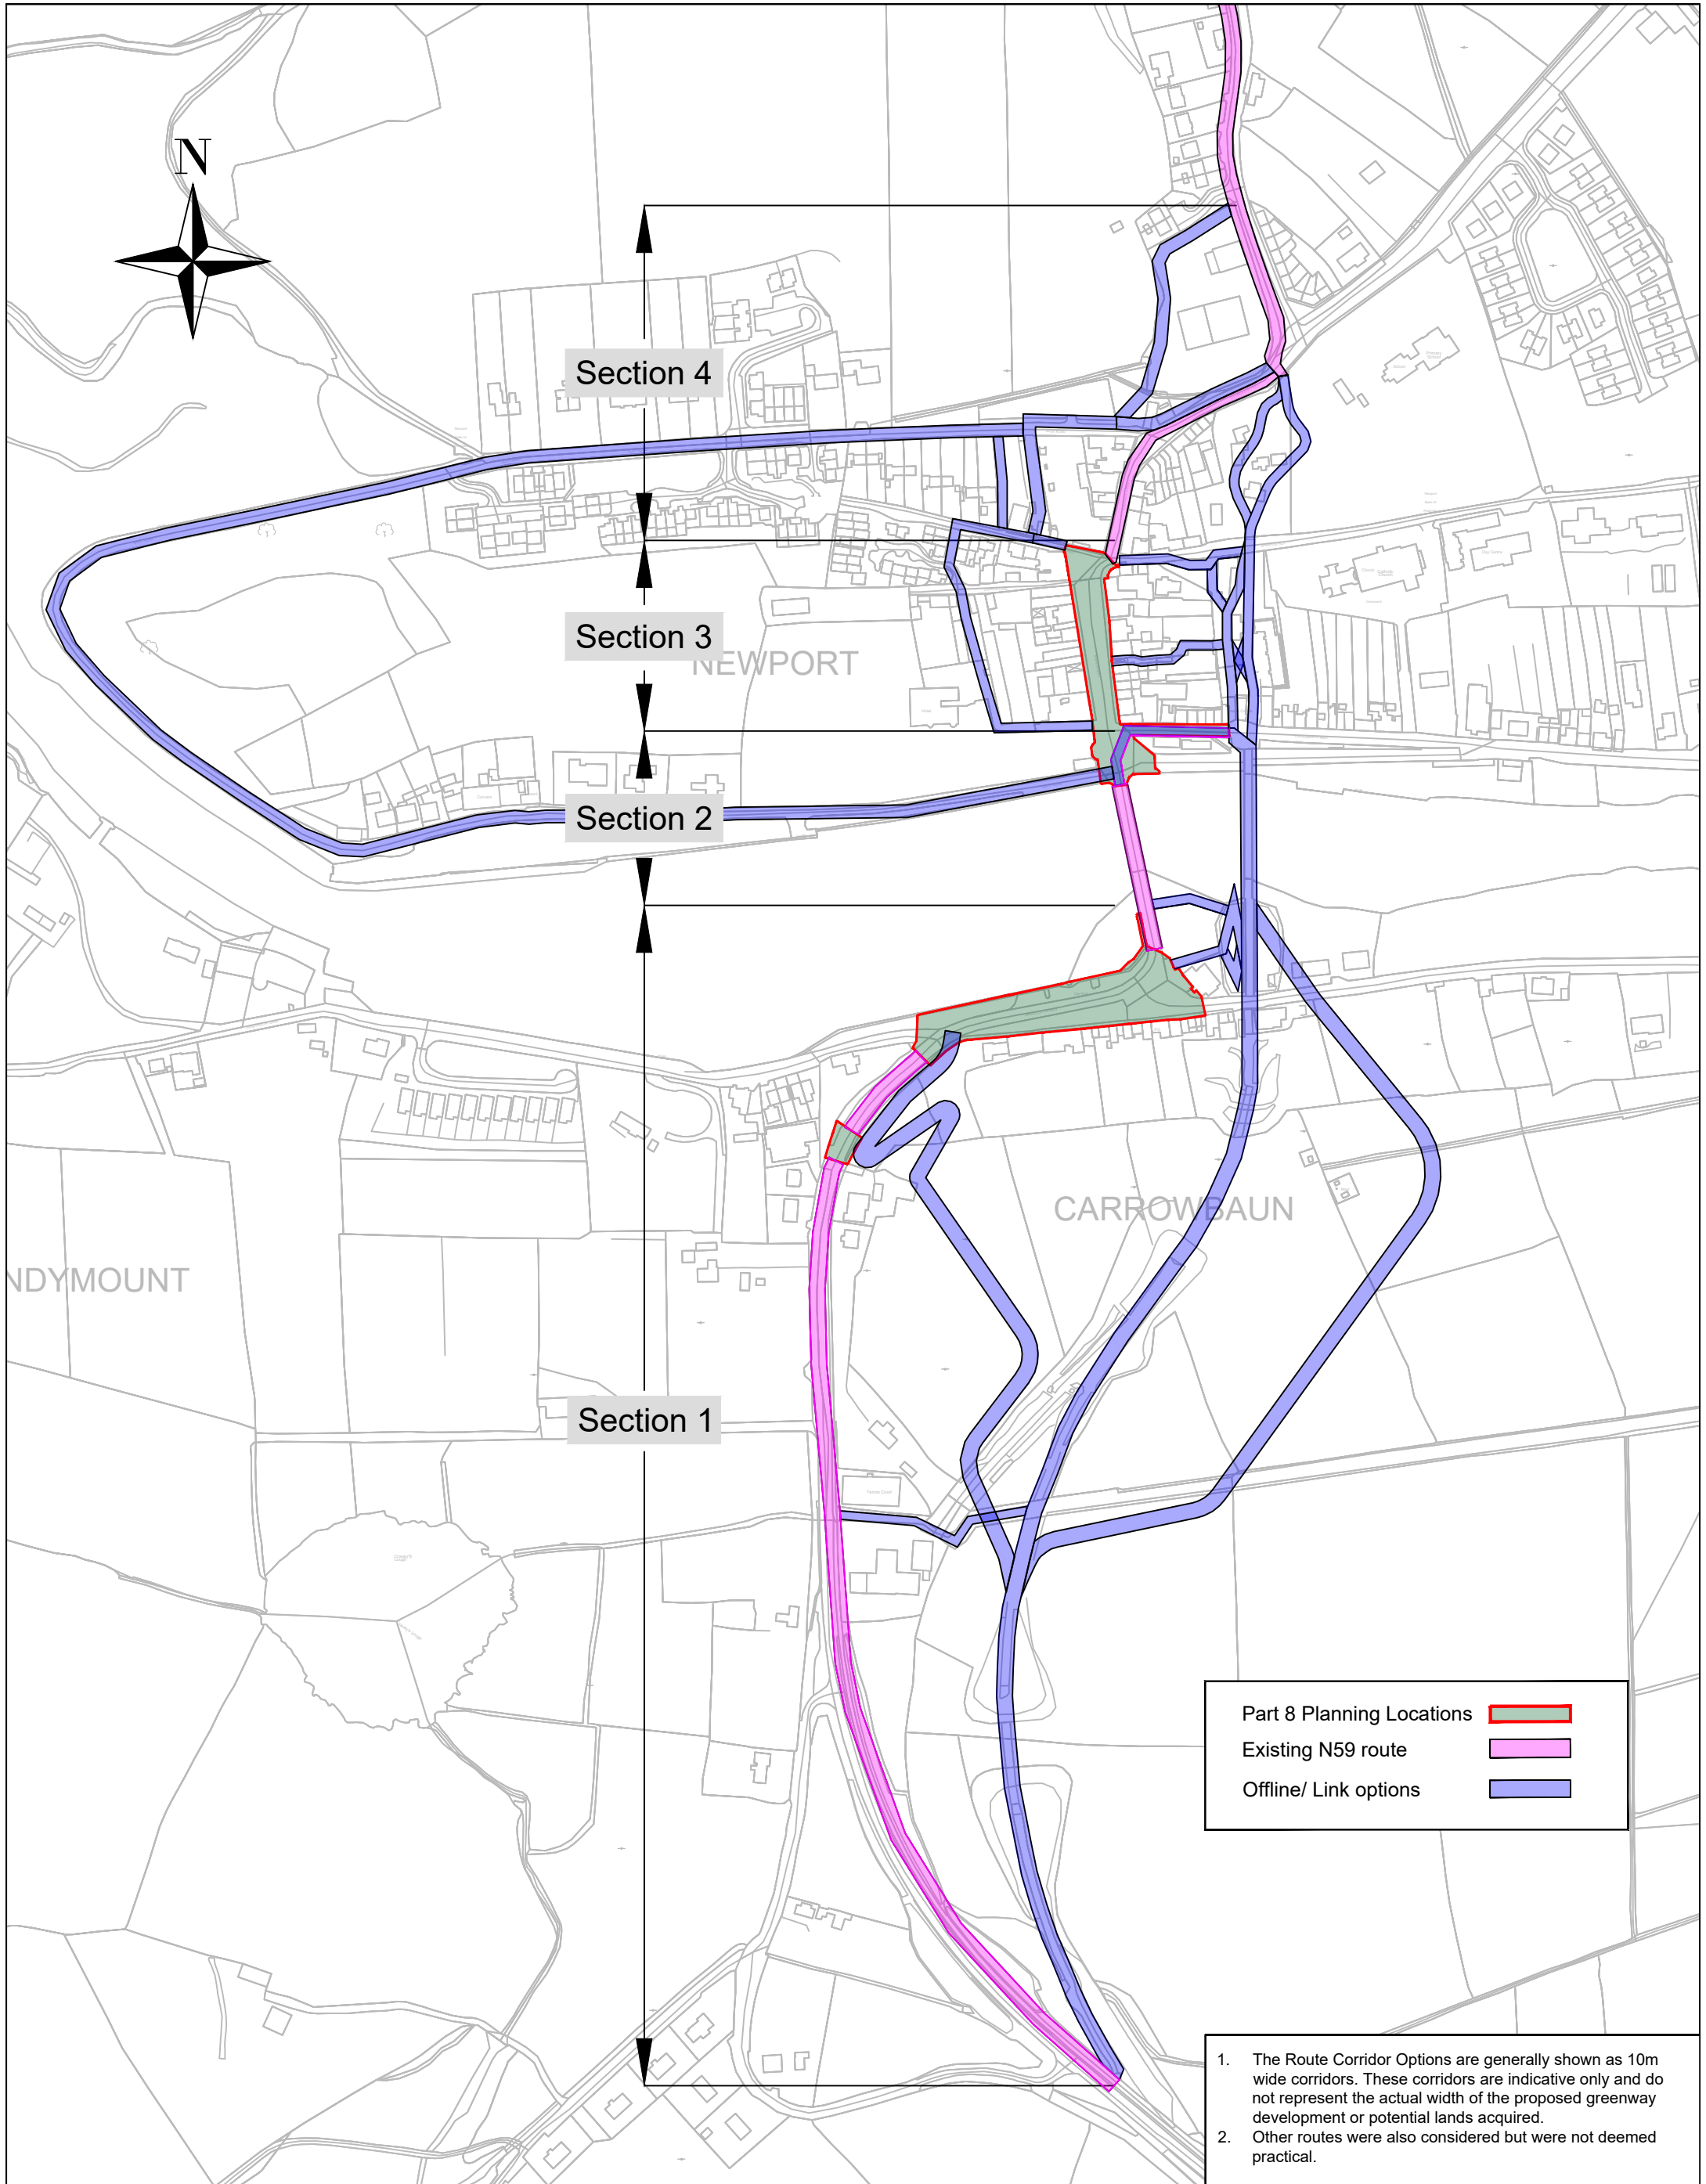 N
Section 4
Section 3
NEWPORT
Section 2
CARROWBAUN
NDYMOUNT
Section 1
Part 8 Planning Locations
Existing N59 route
Offline/ Link options
1. The Route Corridor Options are generally shown as 10m
wide corridors. These corridors are indicative only and do
not represent the actual width of the proposed greenway
development or potential lands acquired.
2. Other routes were also considered but were not deemed
practical.